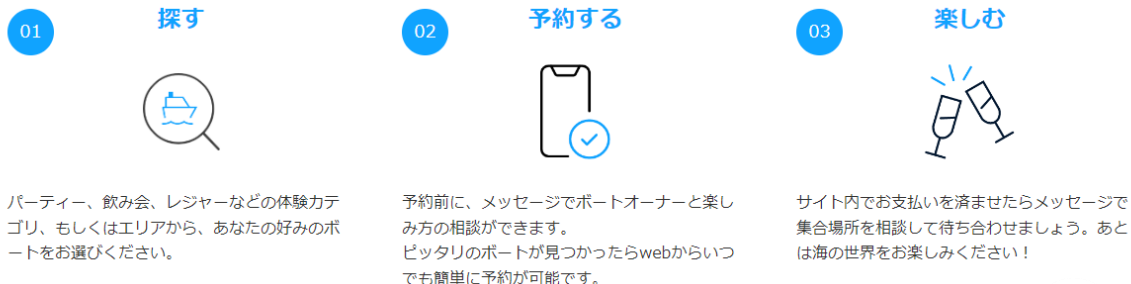 01
探す
パーティー、飲み会、レジャーなどの体験カテ
ゴリ、もしくはエリアから、あなたの好みのボ
ートをお選びください。
02
予約する
予約前に、メッセージでボートオーナーと楽し
み方の相談ができます。
ピッタリのボートが見つかったらwebからいつ
でも簡単に予約が可能です。
03
楽しむ
サイト内でお支払いを済ませたらメッセージで
集合場所を相談して待ち合わせましょう。あと
は海の世界をお楽しみください！